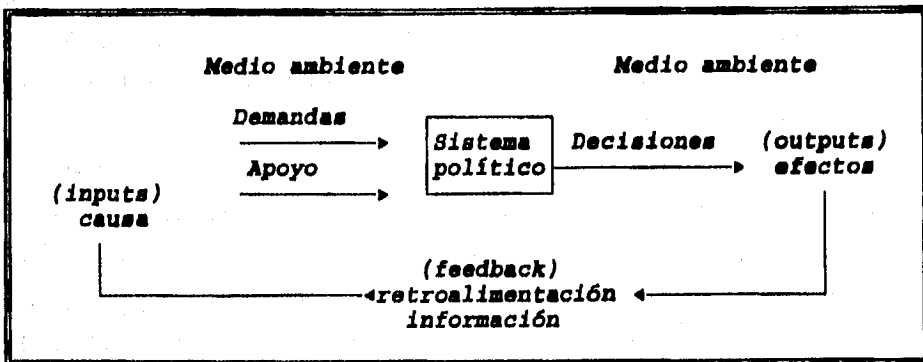 Medio ambiente Medio ambiente
Demandas
Sistema Decisiones (outputs)
Apoyo político efectos
(inputs)
causa
(feedback)
retroalimentación
información